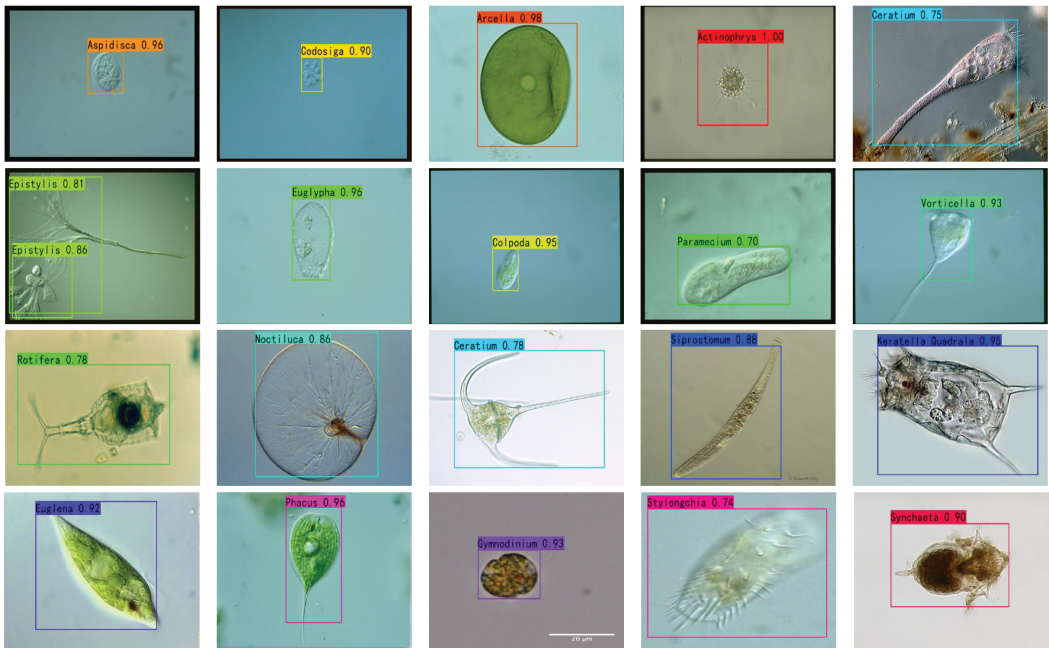 Aspidisca 0.96
Codosiga 0.90
Arcella 0.98
Actinophrys 1.00
Ceratium 0.75
Epistylis 0.81
Epistylis 0.86
Euglypha 0.96
Colpoda 0.95
Paramecium 0.70
Vorticella 0.93
Rotifera 0.78
Noctiluca 0.86
Ceratium 0.78
Siprostomum 0.88
Keratella Quadrala 0.95
Euglena 0.92
Phacus 0.96
Gymnodinium 0.93
20 µm
Stylongchia 0.74
Synchaeta 0.90